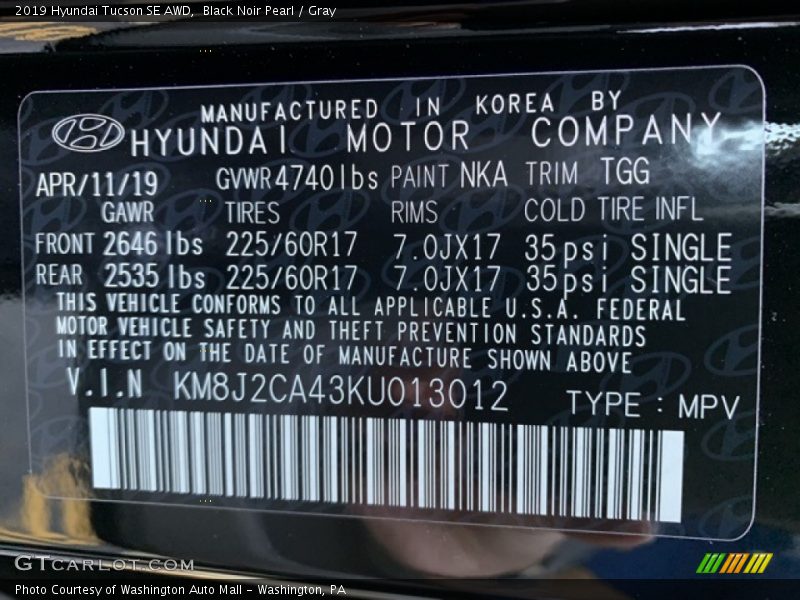 2019 Hyundai Tucson SE AWD, Black Noir Pearl / Gray
MANUFACTURED IN KOREA BY
HYUNDAI MOTOR COMPANY
APR/11/19 GVWR4740lbs PAINT NKA TRIM TGG
GAWR TIRES RIMS COLD TIRE INFL
FRONT 2646 lbs 225/60R17 7.0JX17 35psi SINGLE
REAR 2535 lbs 225/60R17 7.0JX17 35psi SINGLE
THIS VEHICLE CONFORMS TO ALL APPLICABLE U.S.A. FEDERAL
MOTOR VEHICLE SAFETY AND THEFT PREVENTION STANDARDS
IN EFFECT ON THE DATE OF MANUFACTURE SHOWN ABOVE
V.I.N KM8J2CA43KU013012 TYPE : MPV
GTCARLOT.COM
Photo Courtesy of Washington Auto Mall - Washington, PA